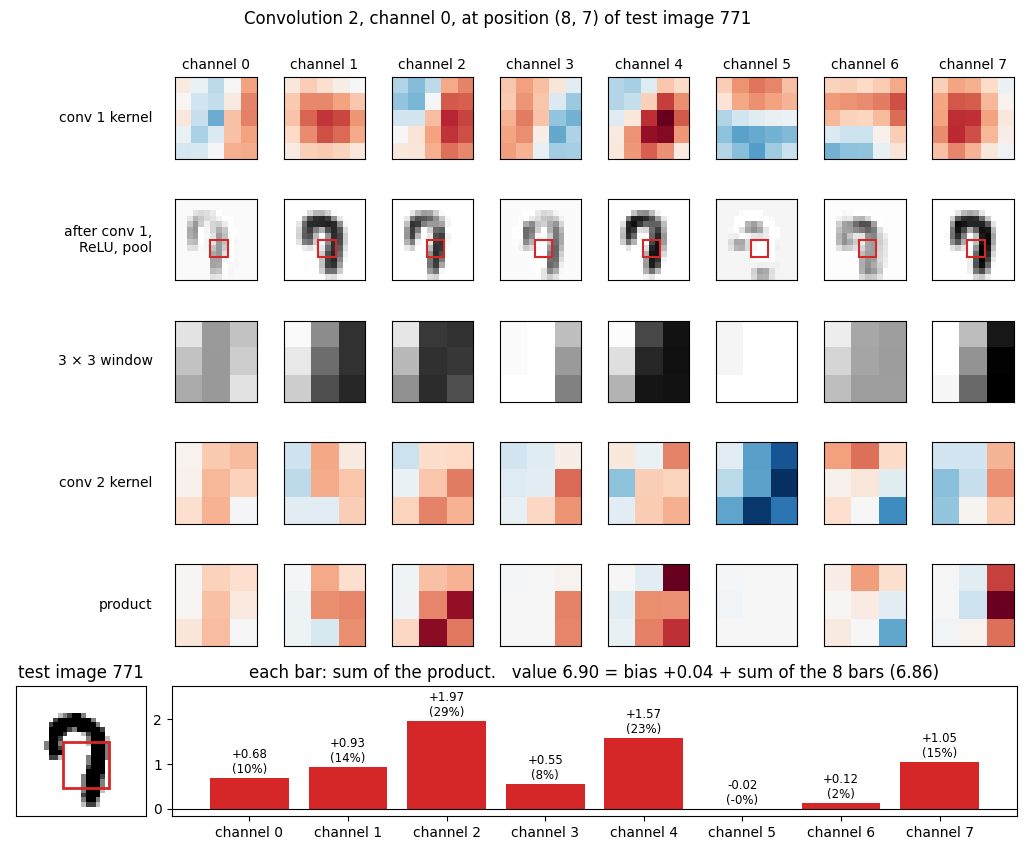 Convolution 2, channel 0, at position (8, 7) of test image 771
channel 0 channel 1 channel 2 channel 3 channel 4 channel 5 channel 6 channel 7
conv 1 kernel
after conv 1,
ReLU, pool
3 × 3 window
conv 2 kernel
product
test image 771
each bar: sum of the product. value 6.90 = bias +0.04 + sum of the 8 bars (6.86)
2
1
0
+0.68
(10%)
+0.93
(14%)
+1.97
(29%)
+0.55
(8%)
+1.57
(23%)
-0.02
(-0%)
+0.12
(2%)
+1.05
(15%)
channel 0 channel 1 channel 2 channel 3 channel 4 channel 5 channel 6 channel 7